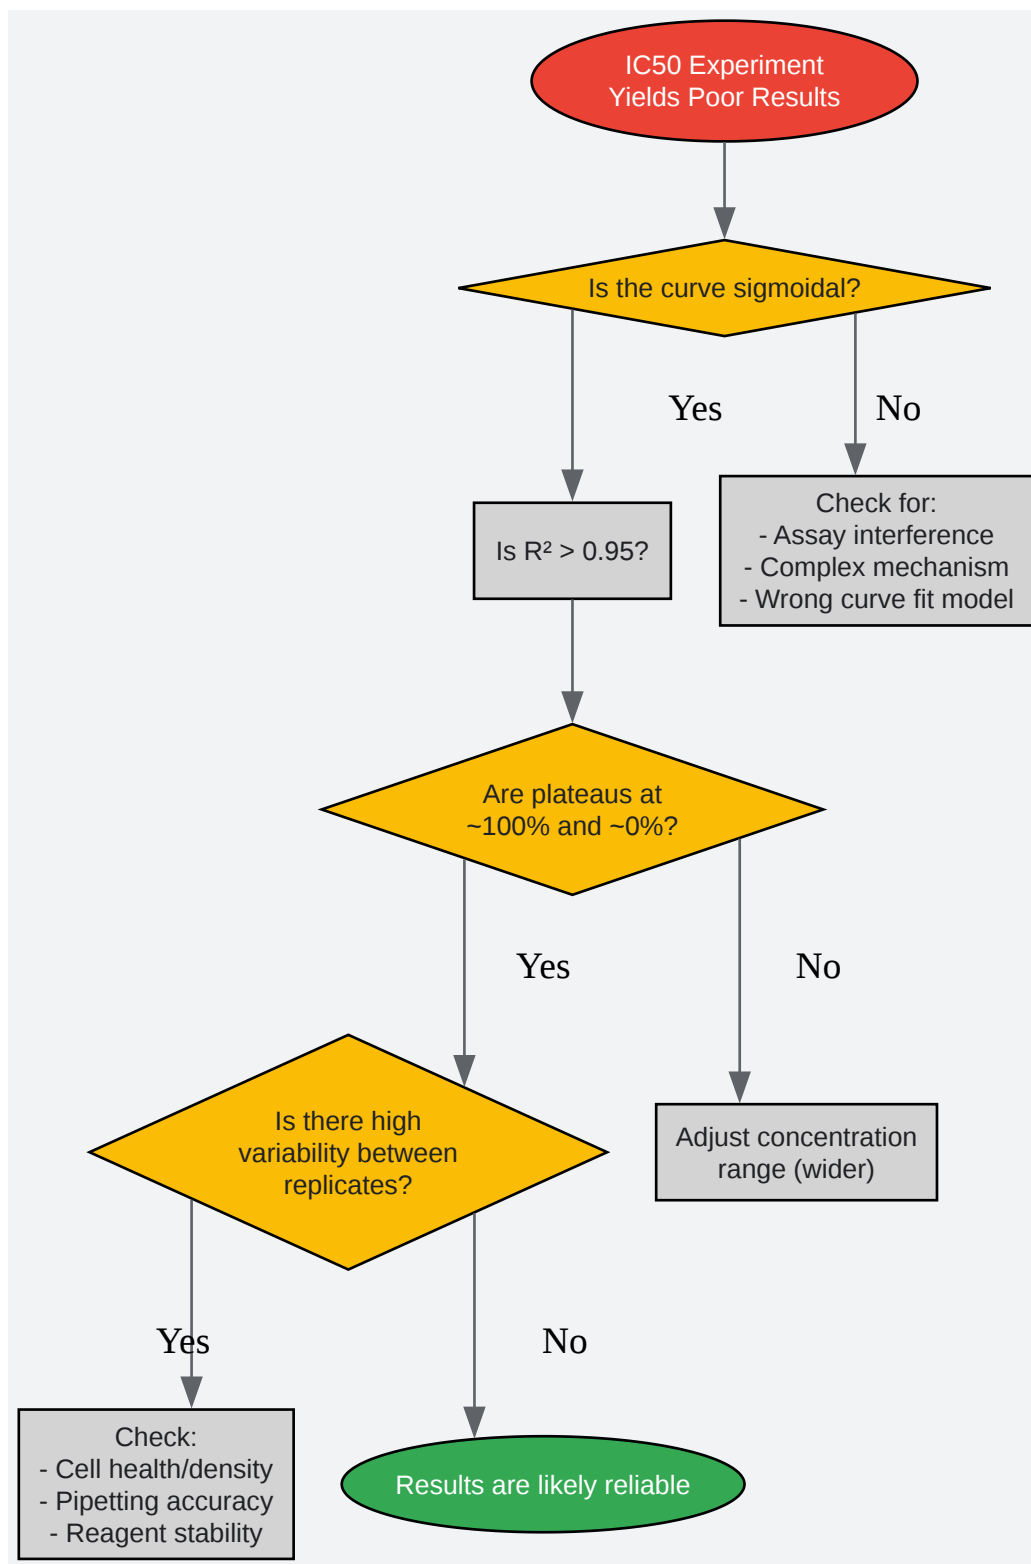 IC50 Experiment
Yields Poor Results
Is the curve sigmoidal?
Yes
No
Is R² > 0.95?
Check for:
- Assay interference
- Complex mechanism
- Wrong curve fit model
Are plateaus at
~100% and ~0%?
Yes
No
Is there high
variability between
replicates?
Adjust concentration
range (wider)
Yes
No
Check:
- Cell health/density
- Pipetting accuracy
- Reagent stability
Results are likely reliable